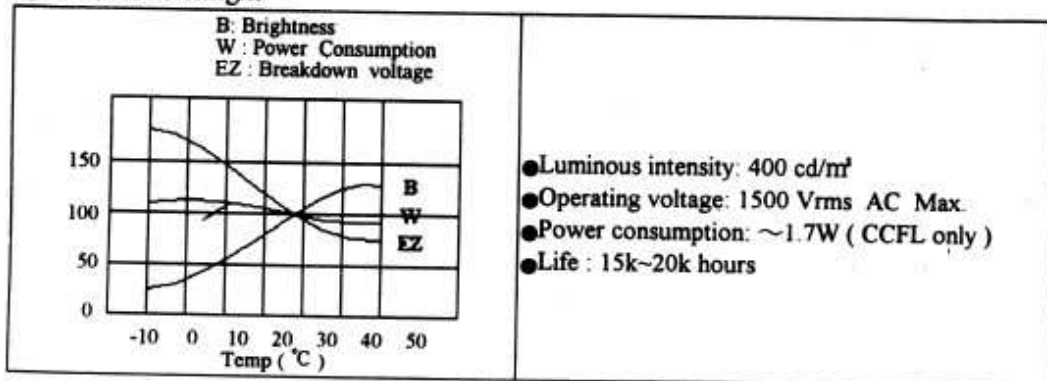 B: Brightness
W : Power Consumption
EZ : Breakdown voltage
150
100
50
0
B
W
EZ
-10 0 10 20 30 40 50
Temp ( ℃ )
●Luminous intensity: 400 cd/m²
●Operating voltage: 1500 Vrms AC Max.
●Power consumption: ～1.7W ( CCFL only )
●Life : 15k~20k hours